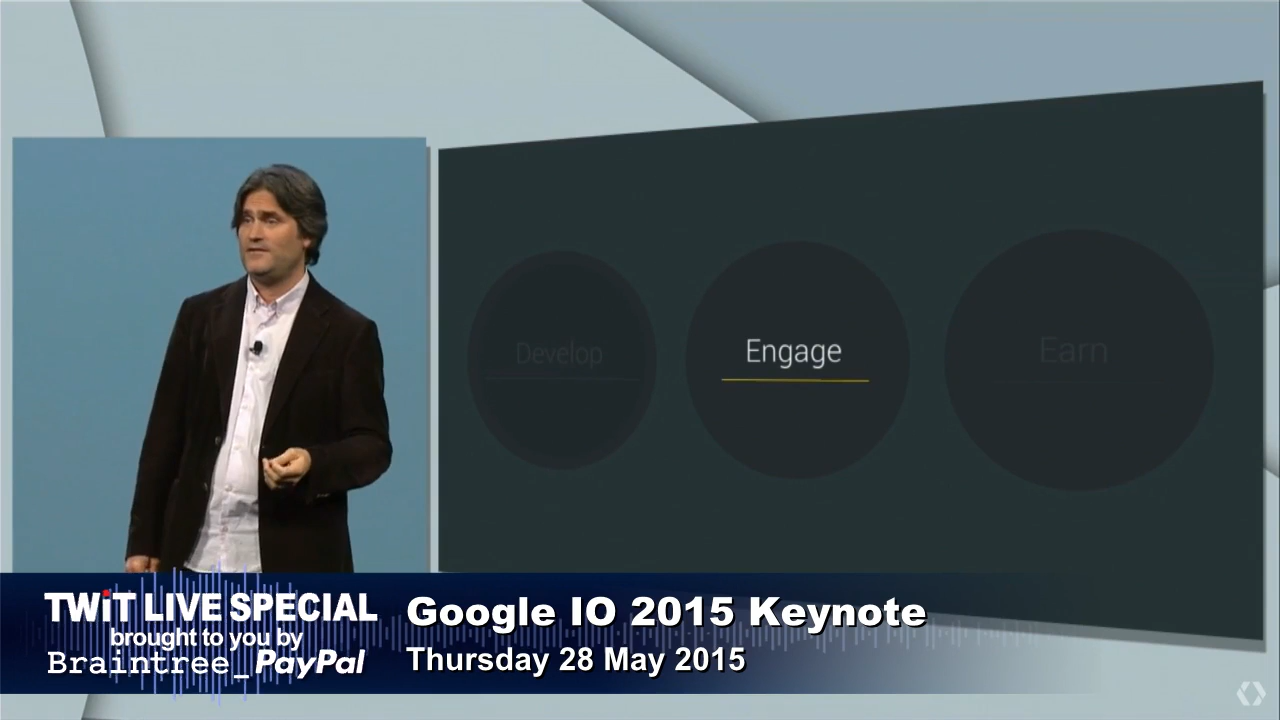 Develop
Engage
Earn
TWiT LIVE SPECIAL
brought to you by
Braintree_PayPal
Google IO 2015 Keynote
Thursday 28 May 2015